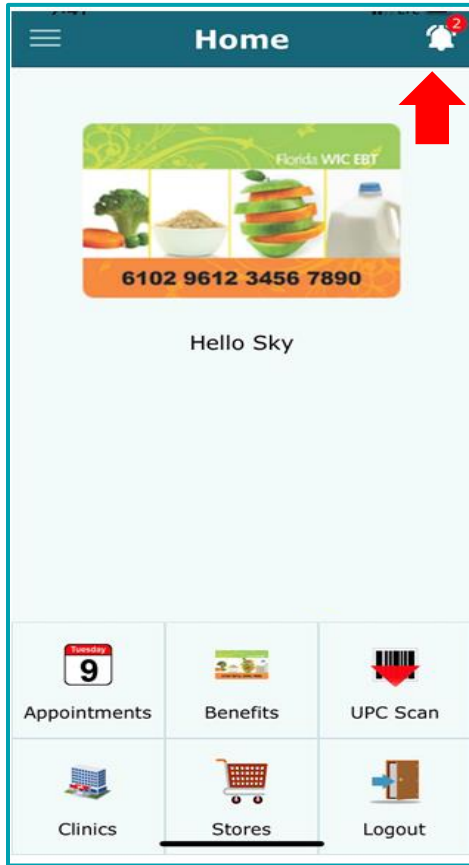 Home
2
Florida WIC EBT
6102 9612 3456 7890
Hello Sky
Tuesday
9
Appointments
Benefits
UPC Scan
Clinics
Stores
Logout